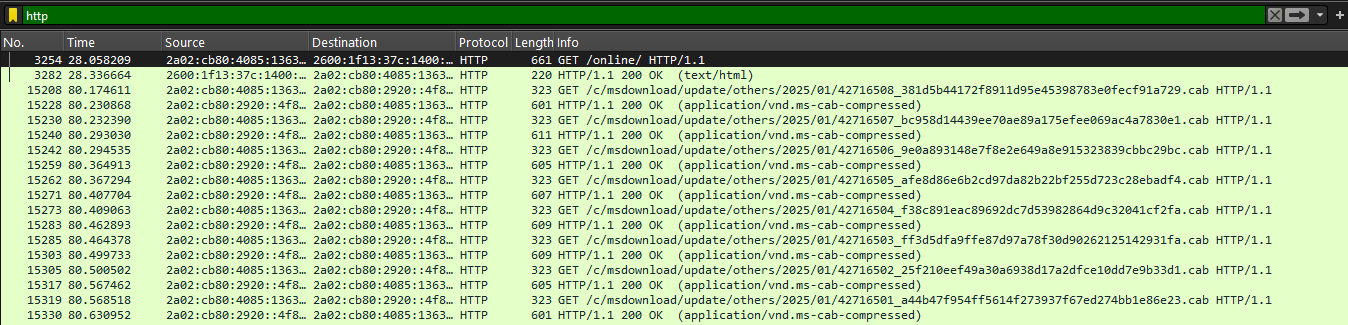 http
No. Time Source Destination Protocol Length Info
3254 28.058209 2a02:cb80:4085:1363… 2600:1f13:37c:1400:… HTTP 661 GET /online/ HTTP/1.1
3282 28.336664 2600:1f13:37c:1400:… 2a02:cb80:4085:1363… HTTP 220 HTTP/1.1 200 OK (text/html)
15208 80.174611 2a02:cb80:4085:1363… 2a02:cb80:2920::4f8… HTTP 323 GET /c/msdownload/update/others/2025/01/42716508_381d5b44172f8911d95e45398783e0fecf91a729.cab HTTP/1.1
15228 80.230868 2a02:cb80:2920::4f8… 2a02:cb80:4085:1363… HTTP 601 HTTP/1.1 200 OK (application/vnd.ms-cab-compressed)
15230 80.232390 2a02:cb80:4085:1363… 2a02:cb80:2920::4f8… HTTP 323 GET /c/msdownload/update/others/2025/01/42716507_bc958d14439ee70ae89a175efee069ac4a7830e1.cab HTTP/1.1
15240 80.293030 2a02:cb80:2920::4f8… 2a02:cb80:4085:1363… HTTP 611 HTTP/1.1 200 OK (application/vnd.ms-cab-compressed)
15242 80.294535 2a02:cb80:4085:1363… 2a02:cb80:2920::4f8… HTTP 323 GET /c/msdownload/update/others/2025/01/42716506_9e0a893148e7f8e2e649a8e915323839cbbc29bc.cab HTTP/1.1
15259 80.364913 2a02:cb80:2920::4f8… 2a02:cb80:4085:1363… HTTP 605 HTTP/1.1 200 OK (application/vnd.ms-cab-compressed)
15262 80.367294 2a02:cb80:4085:1363… 2a02:cb80:2920::4f8… HTTP 323 GET /c/msdownload/update/others/2025/01/42716505_afe8d86e6b2cd97da82b22bf255d723c28ebadf4.cab HTTP/1.1
15271 80.407704 2a02:cb80:2920::4f8… 2a02:cb80:4085:1363… HTTP 607 HTTP/1.1 200 OK (application/vnd.ms-cab-compressed)
15273 80.409063 2a02:cb80:4085:1363… 2a02:cb80:2920::4f8… HTTP 323 GET /c/msdownload/update/others/2025/01/42716504_f38c891eac89692dc7d53982864d9c32041cf2fa.cab HTTP/1.1
15283 80.462893 2a02:cb80:2920::4f8… 2a02:cb80:4085:1363… HTTP 609 HTTP/1.1 200 OK (application/vnd.ms-cab-compressed)
15285 80.464378 2a02:cb80:4085:1363… 2a02:cb80:2920::4f8… HTTP 323 GET /c/msdownload/update/others/2025/01/42716503_ff3d5dfa9ffe87d97a78f30d90262125142931fa.cab HTTP/1.1
15303 80.499733 2a02:cb80:2920::4f8… 2a02:cb80:4085:1363… HTTP 609 HTTP/1.1 200 OK (application/vnd.ms-cab-compressed)
15305 80.500502 2a02:cb80:4085:1363… 2a02:cb80:2920::4f8… HTTP 323 GET /c/msdownload/update/others/2025/01/42716502_25f210eef49a30a6938d17a2dfce10dd7e9b33d1.cab HTTP/1.1
15317 80.567462 2a02:cb80:2920::4f8… 2a02:cb80:4085:1363… HTTP 605 HTTP/1.1 200 OK (application/vnd.ms-cab-compressed)
15319 80.568518 2a02:cb80:4085:1363… 2a02:cb80:2920::4f8… HTTP 323 GET /c/msdownload/update/others/2025/01/42716501_a44b47f954ff5614f273937f67ed274bb1e86e23.cab HTTP/1.1
15330 80.630952 2a02:cb80:2920::4f8… 2a02:cb80:4085:1363… HTTP 601 HTTP/1.1 200 OK (application/vnd.ms-cab-compressed)